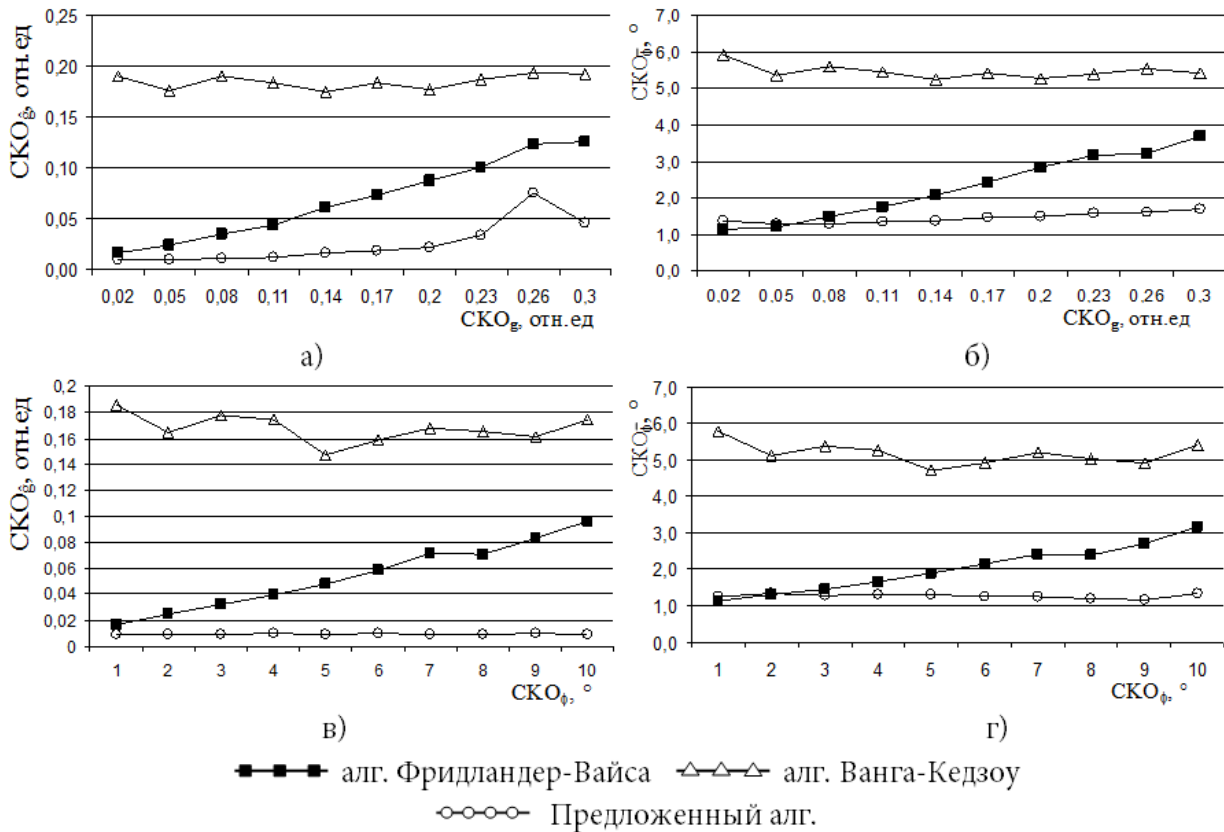 СКО_ĝ, отн.ед
0,25
0,20
0,15
0,10
0,05
0,00
0,02 0,05 0,08 0,11 0,14 0,17 0,2 0,23 0,26 0,3
СКО_g, отн.ед
а)
7,0
6,0
5,0
4,0
3,0
2,0
1,0
0,0
0,02 0,05 0,08 0,11 0,14 0,17 0,2 0,23 0,26 0,3
СКО_g, отн.ед
б)
СКО_ĝ, отн.ед
0,2
0,18
0,16
0,14
0,12
0,1
0,08
0,06
0,04
0,02
0
1 2 3 4 5 6 7 8 9 10
СКО_ϕ, °
в)
7,0
6,0
5,0
4,0
3,0
2,0
1,0
0,0
1 2 3 4 5 6 7 8 9 10
СКО_ϕ, °
г)
алг. Фридландер-Вайса
алг. Ванга-Кедзоу
Предложенный алг.